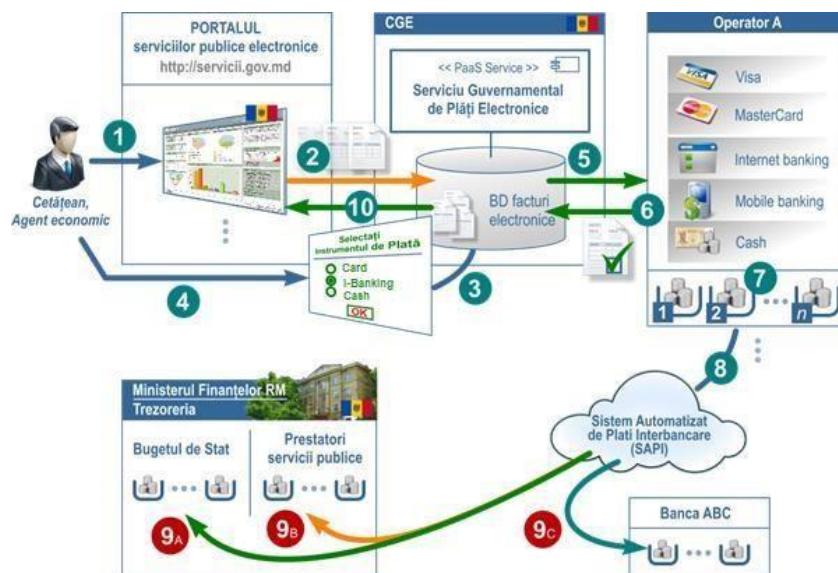 PORTALUL
serviciilor publice electronice
http://servicii.gov.md
CGE
Operator A
<< PaaS Service >>
Serviciu Guvernamental
de Plăți Electronice
Visa
MasterCard
Internet banking
Mobile banking
Cash
1
2
5
BD facturi
electronice
10
6
Cetățean,
Agent economic
Selectați
Instrumentul de Plată
Card
I-Banking
Cash
OK
4
3
7
1
2
n
8
Ministerul Finanțelor RM
Trezoreria
Bugetul de Stat
Prestatori
servicii publice
Sistem Automatizat
de Plati Interbancare
(SAPI)
9A
9B
9C
Banca ABC